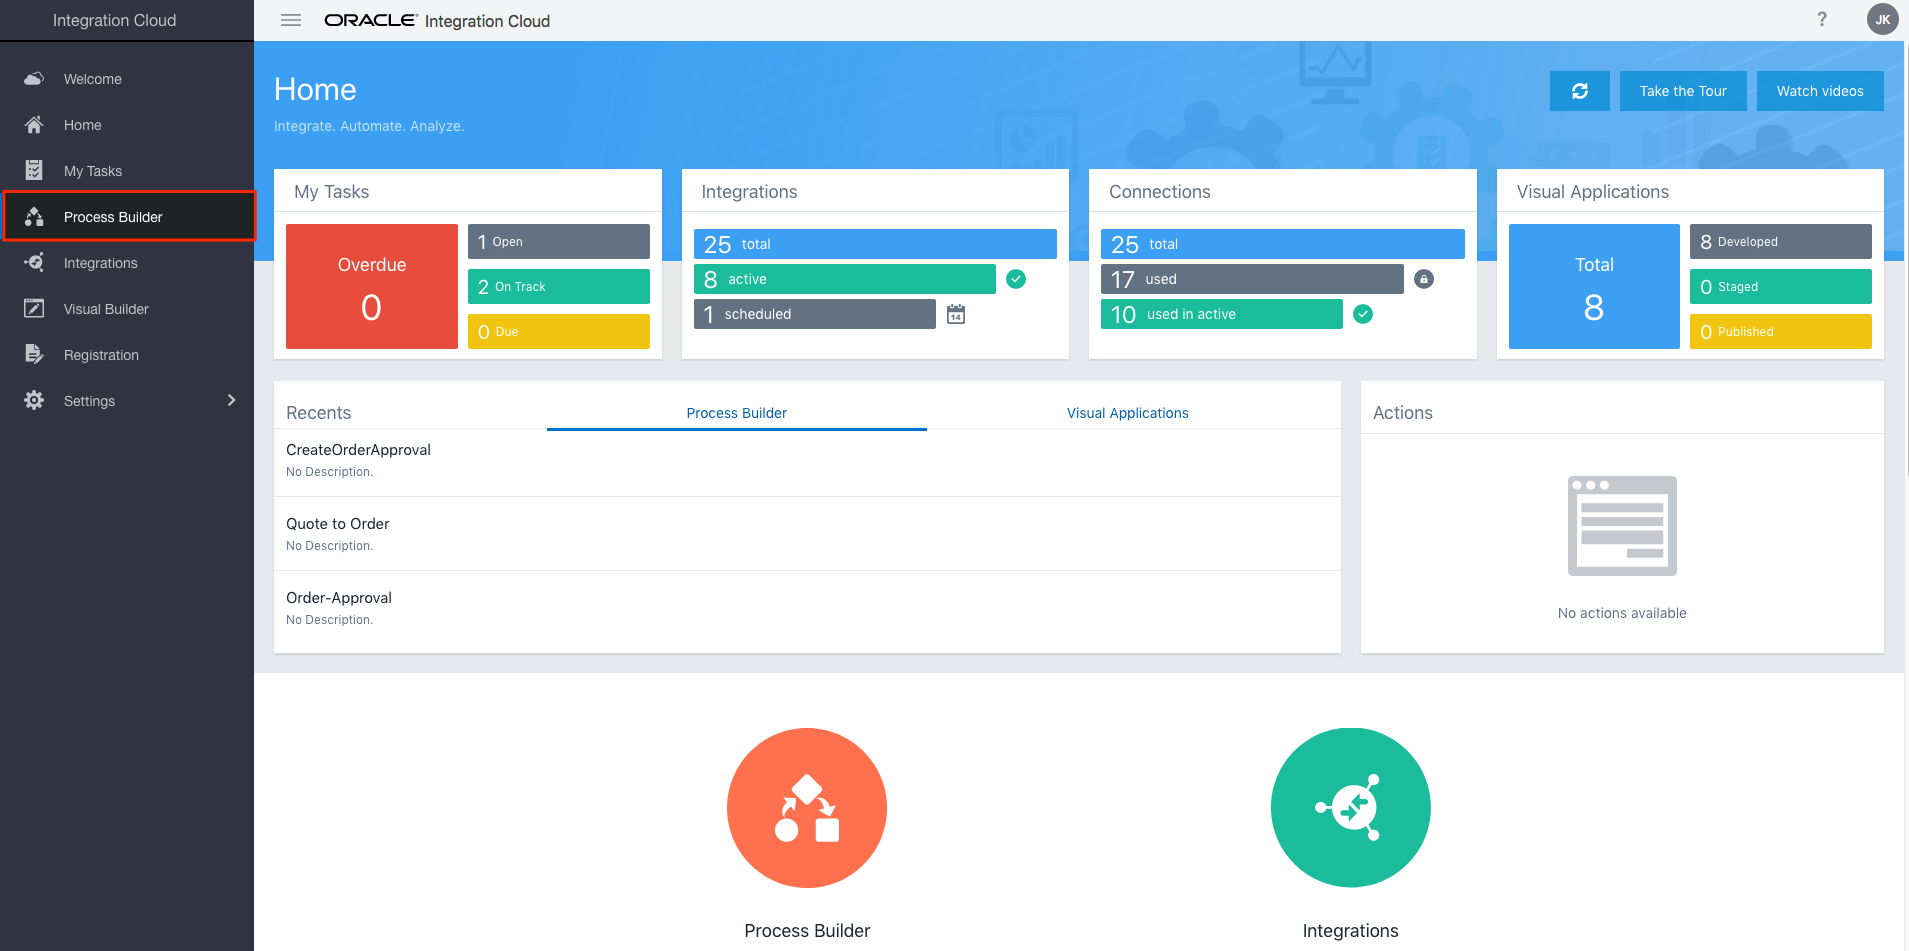 Integration Cloud
ORACLE® Integration Cloud
?
JK
Welcome
Home
My Tasks
Process Builder
Integrations
Visual Builder
Registration
Settings
Home
Integrate. Automate. Analyze.
Take the Tour
Watch videos
My Tasks
Overdue
0
1 Open
2 On Track
0 Due
Integrations
25 total
8 active
1 scheduled
14
Connections
25 total
17 used
10 used in active
Visual Applications
Total
8
8 Developed
0 Staged
0 Published
Recents
Process Builder
Visual Applications
CreateOrderApproval
No Description.
Quote to Order
No Description.
Order-Approval
No Description.
Actions
No actions available
Process Builder
Integrations